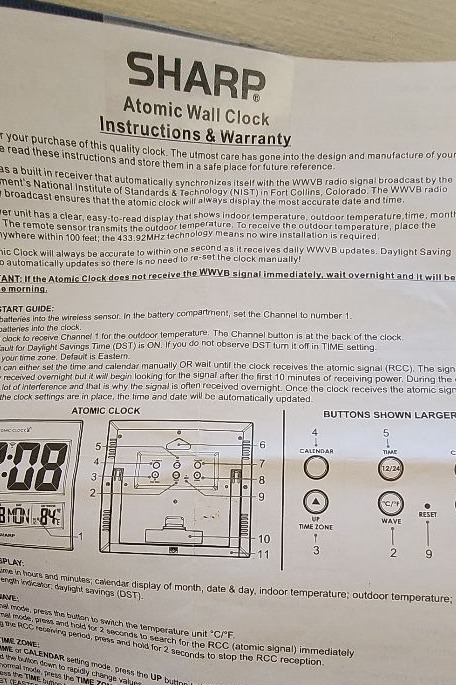 SHARP®
Atomic Wall Clock
Instructions & Warranty
your purchase of this quality clock. The utmost care has gone into the design and manufacture of your
read these instructions and store them in a safe place for future reference.
as a built in receiver that automatically synchronizes itself with the WWVB radio signal broadcast by the
National Institute of Standards & Technology (NIST) in Fort Collins, Colorado. The WWVB radio
broadcast ensures that the atomic clock will always display the most accurate date and time.
unit has a clear, easy-to-read display that shows indoor temperature, outdoor temperature, time, month
The remote sensor transmits the outdoor temperature. To receive the outdoor temperature, place the
within 100 feet; the 433.92MHz technology means no wire installation is required.
Clock will always be accurate to within one second as it receives daily WWVB updates. Daylight Saving
automatically updates so there is no need to re-set the clock manually!
If the Atomic Clock does not receive the WWVB signal immediately, wait overnight and it will be
morning.
START GUIDE:
batteries into the wireless sensor. In the battery compartment, set the Channel to number 1.
batteries into the clock.
clock to receive Channel 1 for the outdoor temperature. The Channel button is at the back of the clock.
for Daylight Savings Time (DST) is ON. If you do not observe DST turn it off in TIME setting.
your time zone. Default is Eastern.
can either set the time and calendar manually OR wait until the clock receives the atomic signal (RCC). The
received overnight but it will begin looking for the signal after the first 10 minutes of receiving power. During the
lot of interference and that is why the signal is often received overnight. Once the clock receives the atomic
the clock settings are in place, the time and date will be automatically updated.
ATOMIC CLOCK
BUTTONS SHOWN LARGER
4 5
CALENDAR TIME
12/24
:08
MON 84°F
SHARP
1
5
4
3
2
6
7
8
9
10
11
°C/°F
UP WAVE RESET
TIME ZONE
3 2 9
time in hours and minutes; calendar display of month, date & day, indoor temperature; outdoor temperature;
indicator; daylight savings (DST).
WAVE:
mode, press the button to switch the temperature unit °C/°F.
mode, press and hold for 2 seconds to search for the RCC (atomic signal) immediately
the RCC receiving period, press and hold for 2 seconds to stop the RCC reception.
TIME ZONE:
or CALENDAR setting mode, press the UP
the button down to rapidly change
mode, press the TIME